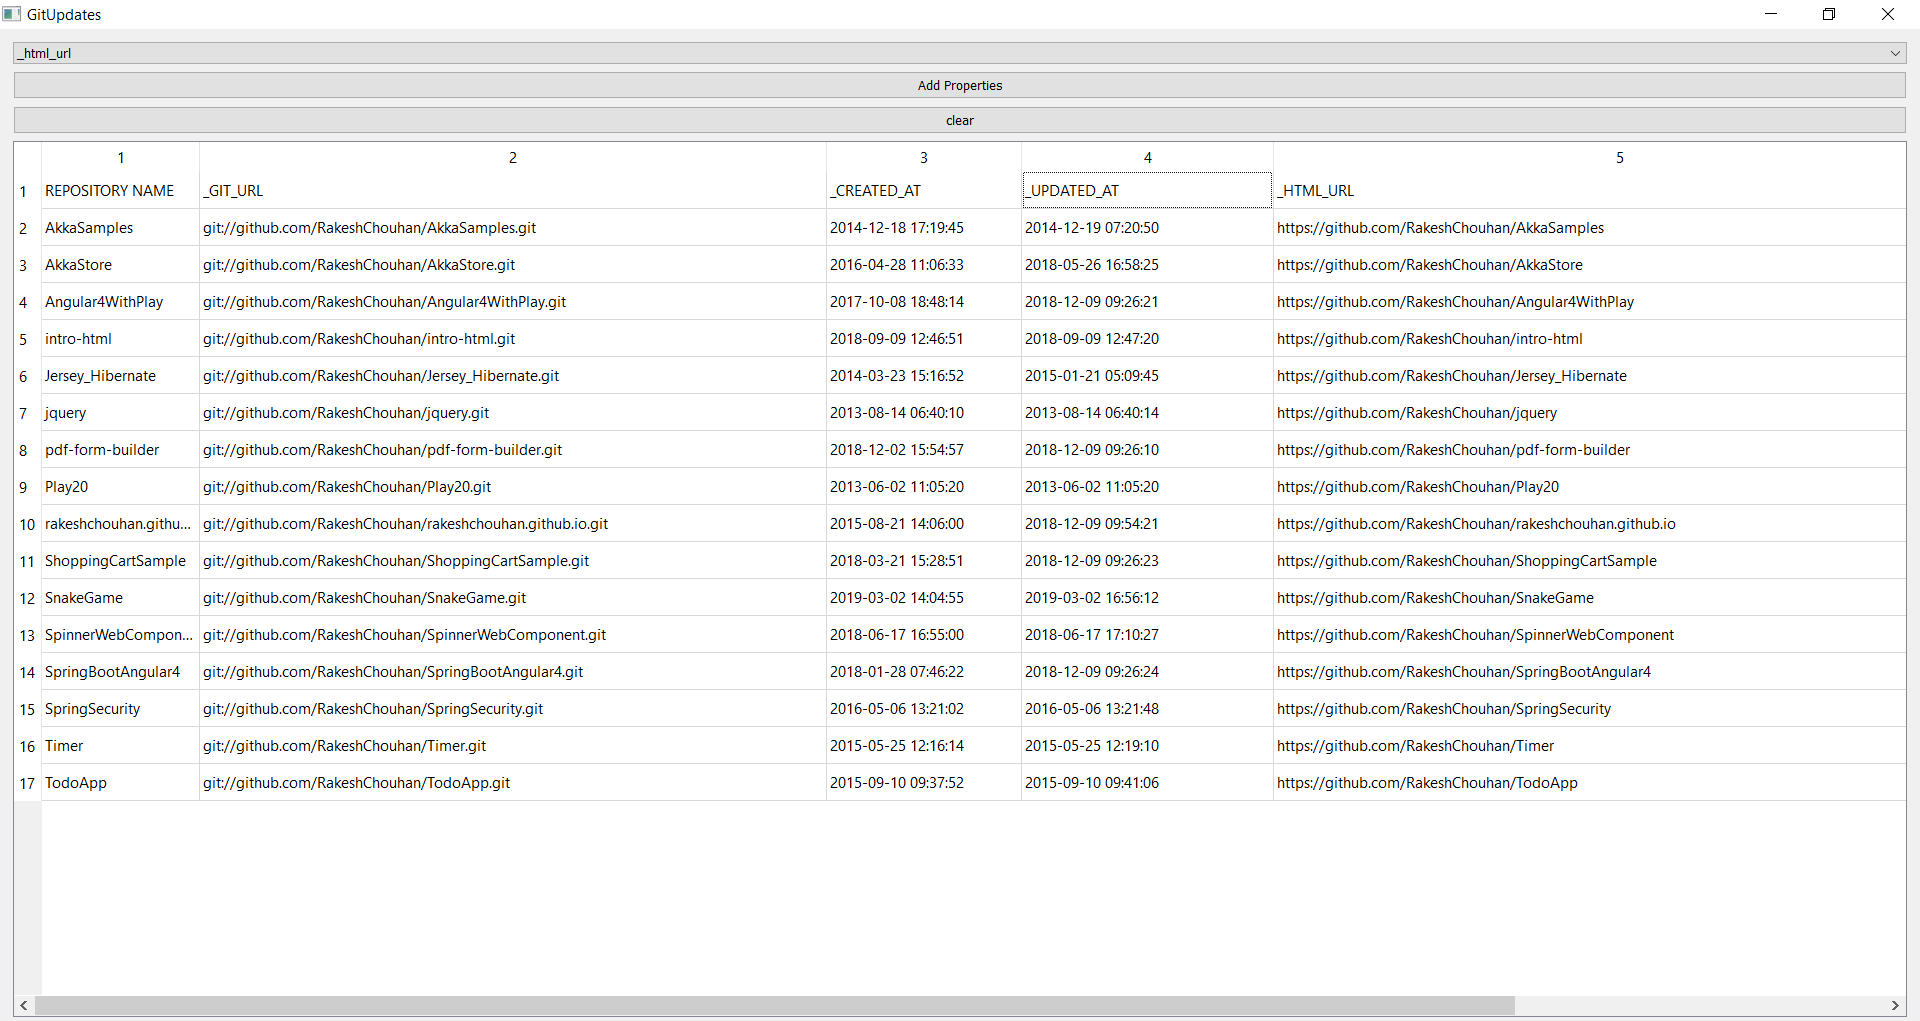 GitUpdates
_html_url
Add Properties
clear
1 2 3 4 5
1 REPOSITORY NAME _GIT_URL _CREATED_AT _UPDATED_AT _HTML_URL
2 AkkaSamples git://github.com/RakeshChouhan/AkkaSamples.git 2014-12-18 17:19:45 2014-12-19 07:20:50 https://github.com/RakeshChouhan/AkkaSamples
3 AkkaStore git://github.com/RakeshChouhan/AkkaStore.git 2016-04-28 11:06:33 2018-05-26 16:58:25 https://github.com/RakeshChouhan/AkkaStore
4 Angular4WithPlay git://github.com/RakeshChouhan/Angular4WithPlay.git 2017-10-08 18:48:14 2018-12-09 09:26:21 https://github.com/RakeshChouhan/Angular4WithPlay
5 intro-html git://github.com/RakeshChouhan/intro-html.git 2018-09-09 12:46:51 2018-09-09 12:47:20 https://github.com/RakeshChouhan/intro-html
6 Jersey_Hibernate git://github.com/RakeshChouhan/Jersey_Hibernate.git 2014-03-23 15:16:52 2015-01-21 05:09:45 https://github.com/RakeshChouhan/Jersey_Hibernate
7 jquery git://github.com/RakeshChouhan/jquery.git 2013-08-14 06:40:10 2013-08-14 06:40:14 https://github.com/RakeshChouhan/jquery
8 pdf-form-builder git://github.com/RakeshChouhan/pdf-form-builder.git 2018-12-02 15:54:57 2018-12-09 09:26:10 https://github.com/RakeshChouhan/pdf-form-builder
9 Play20 git://github.com/RakeshChouhan/Play20.git 2013-06-02 11:05:20 2013-06-02 11:05:20 https://github.com/RakeshChouhan/Play20
10 rakeshchouhan.githu... git://github.com/RakeshChouhan/rakeshchouhan.github.io.git 2015-08-21 14:06:00 2018-12-09 09:54:21 https://github.com/RakeshChouhan/rakeshchouhan.github.io
11 ShoppingCartSample git://github.com/RakeshChouhan/ShoppingCartSample.git 2018-03-21 15:28:51 2018-12-09 09:26:23 https://github.com/RakeshChouhan/ShoppingCartSample
12 SnakeGame git://github.com/RakeshChouhan/SnakeGame.git 2019-03-02 14:04:55 2019-03-02 16:56:12 https://github.com/RakeshChouhan/SnakeGame
13 SpinnerWebCompon... git://github.com/RakeshChouhan/SpinnerWebComponent.git 2018-06-17 16:55:00 2018-06-17 17:10:27 https://github.com/RakeshChouhan/SpinnerWebComponent
14 SpringBootAngular4 git://github.com/RakeshChouhan/SpringBootAngular4.git 2018-01-28 07:46:22 2018-12-09 09:26:24 https://github.com/RakeshChouhan/SpringBootAngular4
15 SpringSecurity git://github.com/RakeshChouhan/SpringSecurity.git 2016-05-06 13:21:02 2016-05-06 13:21:48 https://github.com/RakeshChouhan/SpringSecurity
16 Timer git://github.com/RakeshChouhan/Timer.git 2015-05-25 12:16:14 2015-05-25 12:19:10 https://github.com/RakeshChouhan/Timer
17 TodoApp git://github.com/RakeshChouhan/TodoApp.git 2015-09-10 09:37:52 2015-09-10 09:41:06 https://github.com/RakeshChouhan/TodoApp